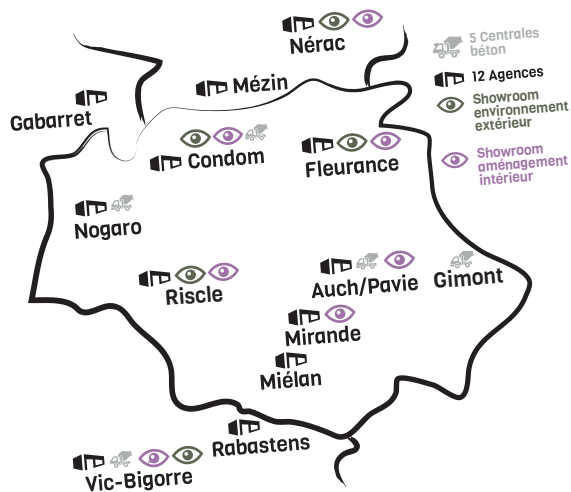 Nérac
5 Centrales
béton
12 Agences
Showroom
environnement
extérieur
Showroom
aménagement
intérieur
Mézin
Gabarret
Condom
Fleurance
Nogaro
Riscle
Auch/Pavie
Gimont
Mirande
Miélan
Rabastens
Vic-Bigorre